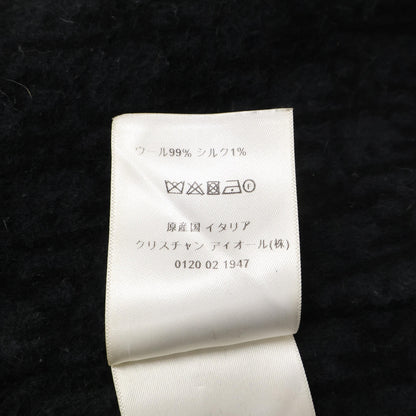 ウール99% シルク1%
F
原産国 イタリア
クリスチャン ディオール(株)
0120 02 1947